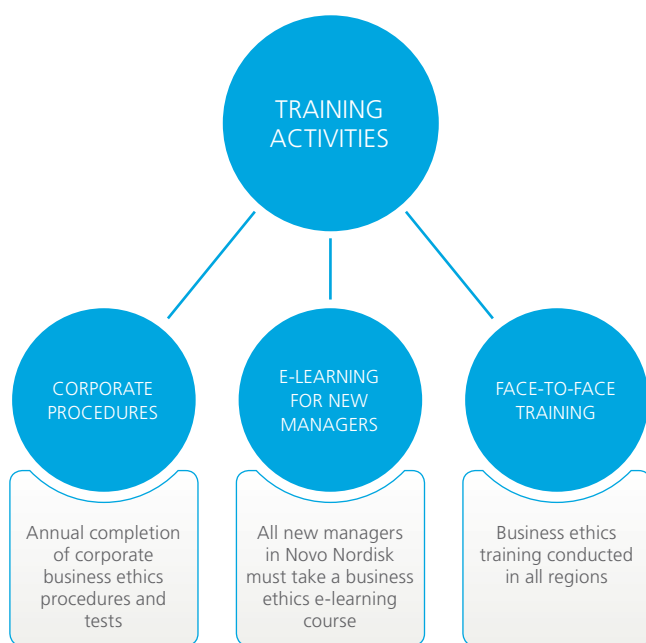 TRAINING
ACTIVITIES
CORPORATE
PROCEDURES
E-LEARNING
FOR NEW
MANAGERS
FACE-TO-FACE
TRAINING
Annual completion
of corporate
business ethics
procedures and
tests
All new managers
in Novo Nordisk
must take a business
ethics e-learning
course
Business ethics
training conducted
in all regions